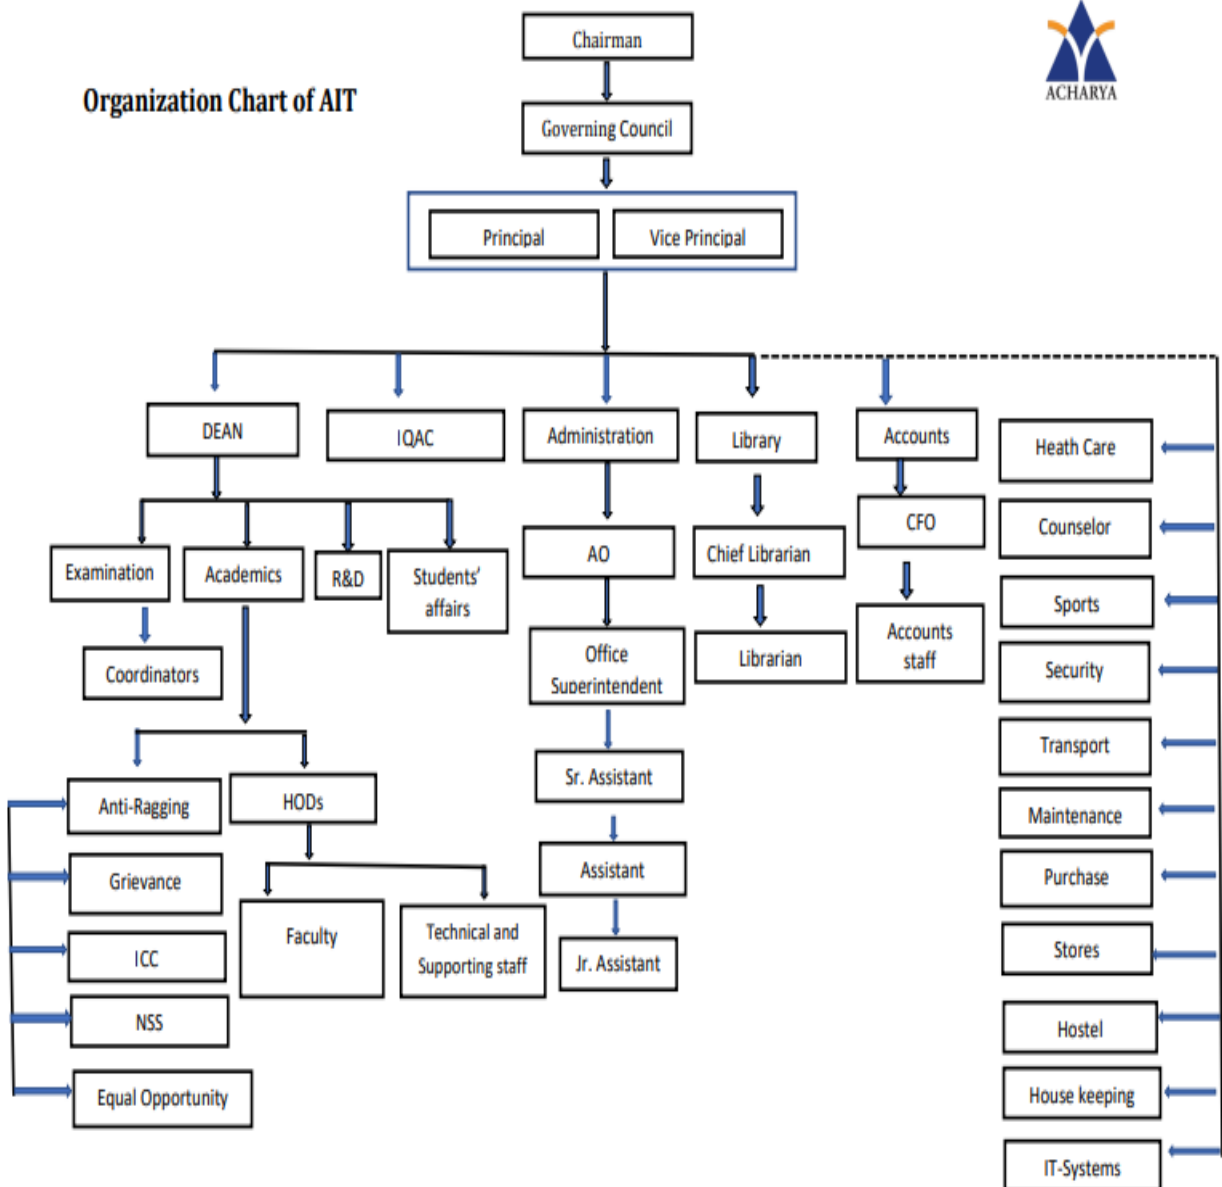 Chairman
ACHARYA
Organization Chart of AIT
Governing Council
Principal
Vice Principal
DEAN
IQAC
Administration
Library
Accounts
Heath Care
CFO
Counselor
AO
Chief Librarian
Examination
Academics
R&D
Students'
affairs
Sports
Accounts
staff
Office
Superintendent
Librarian
Coordinators
Security
Transport
Sr. Assistant
Anti-Ragging
HODs
Maintenance
Assistant
Purchase
Grievance
Faculty
Technical and
Supporting staff
Stores
ICC
Jr. Assistant
NSS
Hostel
Equal Opportunity
House keeping
IT-Systems